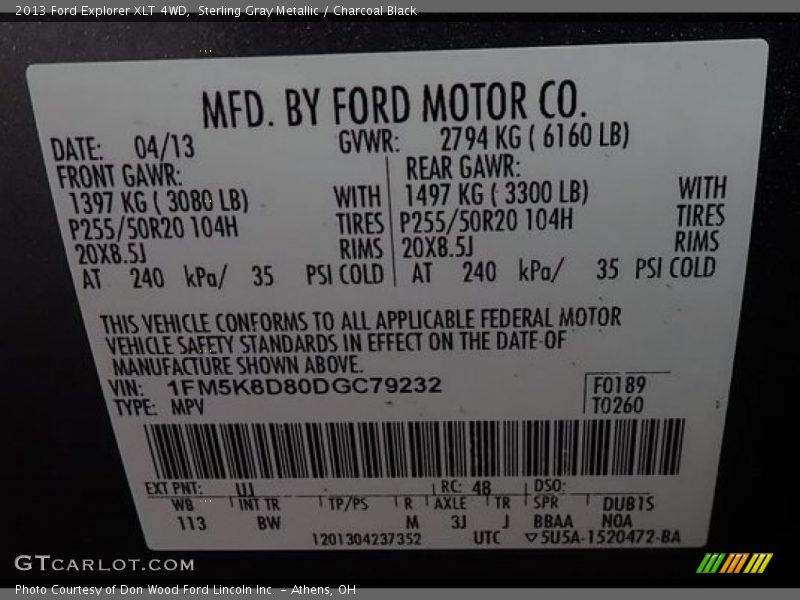 2013 Ford Explorer XLT 4WD, Sterling Gray Metallic / Charcoal Black
MFD. BY FORD MOTOR CO.
DATE: 04/13 GVWR: 2794 KG ( 6160 LB)
FRONT GAWR: REAR GAWR:
1397 KG ( 3080 LB) WITH 1497 KG ( 3300 LB) WITH
P255/50R20 104H TIRES P255/50R20 104H TIRES
20X8.5J RIMS 20X8.5J RIMS
AT 240 kPa/ 35 PSI COLD AT 240 kPa/ 35 PSI COLD
THIS VEHICLE CONFORMS TO ALL APPLICABLE FEDERAL MOTOR
VEHICLE SAFETY STANDARDS IN EFFECT ON THE DATE OF
MANUFACTURE SHOWN ABOVE.
VIN: 1FM5K8D80DGC79232 F0189
TYPE: MPV T0260
EXT PNT: UJ RC: 48 DSO:
WB INT TR TP/PS R AXLE TR SPR DUB1S
113 BW M 3J J BBAA NOA
1201304237352 UTC ▽5U5A-1520472-BA
GTCARLOT.COM
Photo Courtesy of Don Wood Ford Lincoln Inc. - Athens, OH